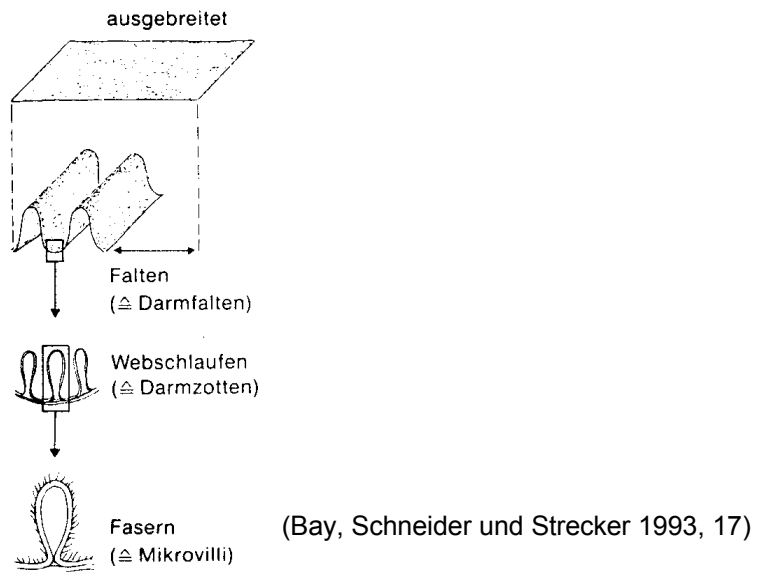 ausgebreitet
Falten
(≙ Darmfalten)
Webschlaufen
(≙ Darmzotten)
Fasern
(≙ Mikrovilli)
(Bay, Schneider und Strecker 1993, 17)